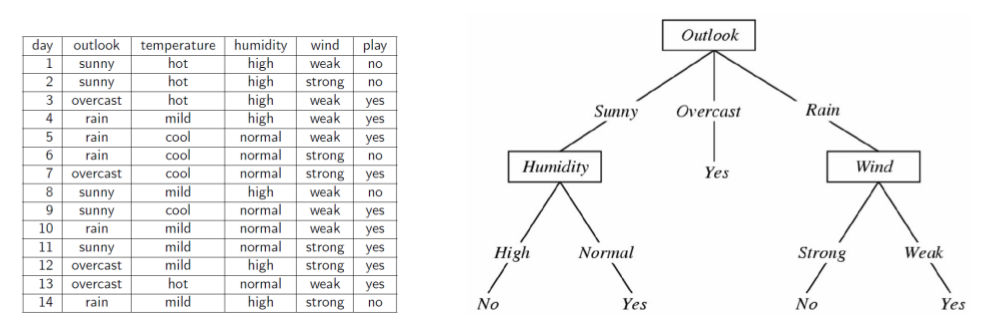 day outlook temperature humidity wind play
1 sunny hot high weak no
2 sunny hot high strong no
3 overcast hot high weak yes
4 rain mild high weak yes
5 rain cool normal weak yes
6 rain cool normal strong no
7 overcast cool normal strong yes
8 sunny mild high weak no
9 sunny cool normal weak yes
10 rain mild normal weak yes
11 sunny mild normal strong yes
12 overcast mild high strong yes
13 overcast hot normal weak yes
14 rain mild high strong no
Outlook
Sunny Overcast Rain
Humidity Yes Wind
High Normal Strong Weak
No Yes No Yes